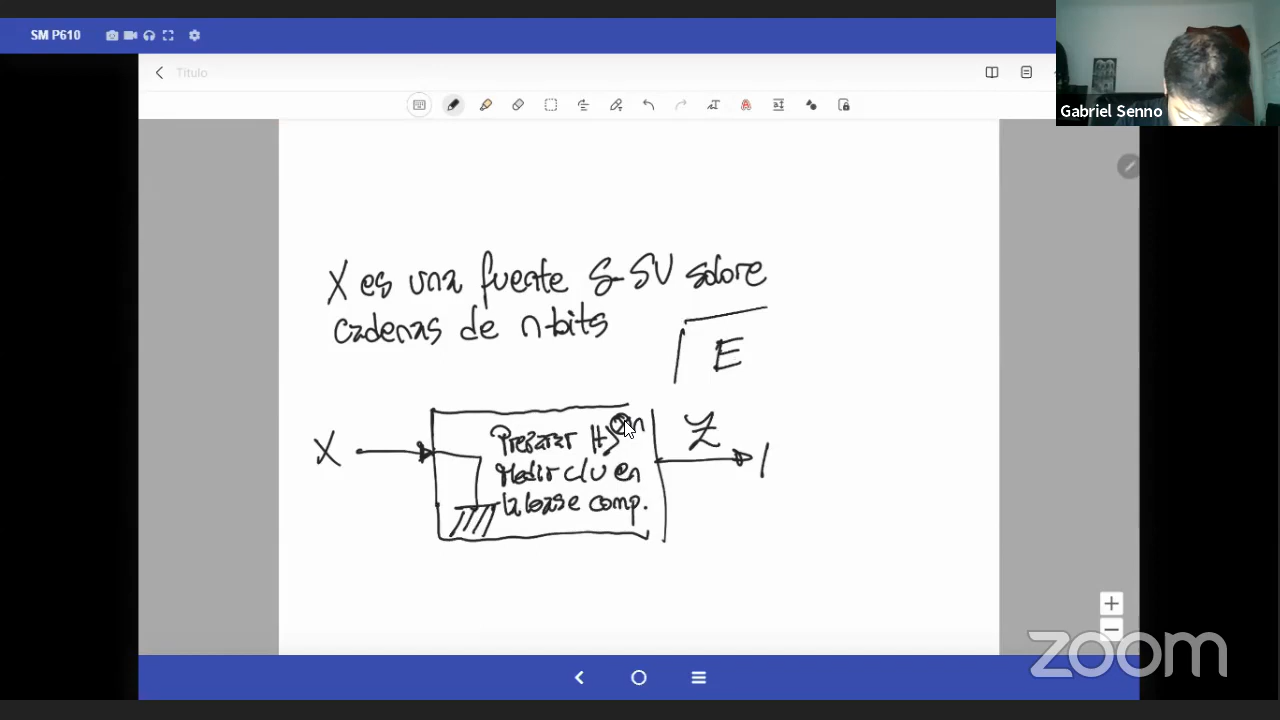 SM P610
Título
Gabriel Senno
X es una fuente δ-SV sobre
cadenas de n-bits
E
X
Preparar |+⟩⊗n
Medir c/u en
la base comp.
Z
zoom